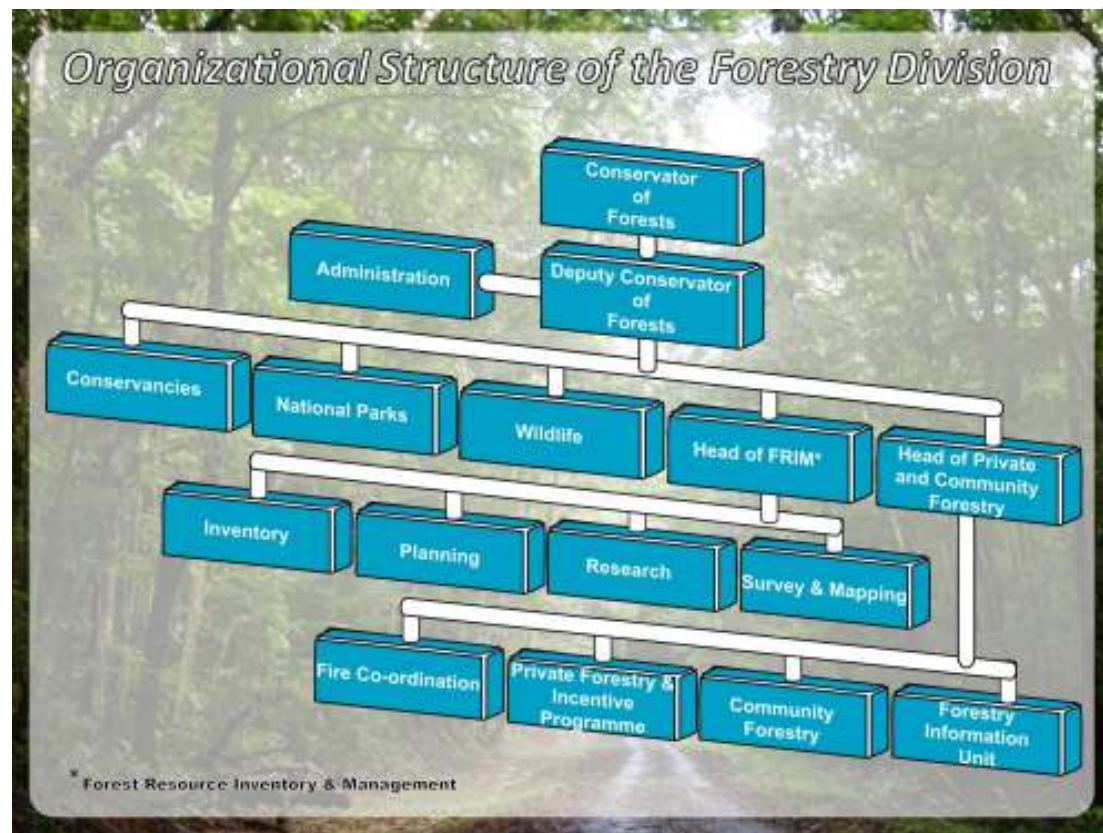 Organizational Structure of the Forestry Division
Conservator
of
Forests
Administration
Deputy Conservator
of
Forests
Conservancies
National Parks
Wildlife
Head of FRIM*
Head of Private
and Community
Forestry
Inventory
Planning
Research
Survey & Mapping
Fire Co-ordination
Private Forestry &
Incentive
Programme
Community
Forestry
Forestry
Information
Unit
* Forest Resource Inventory & Management